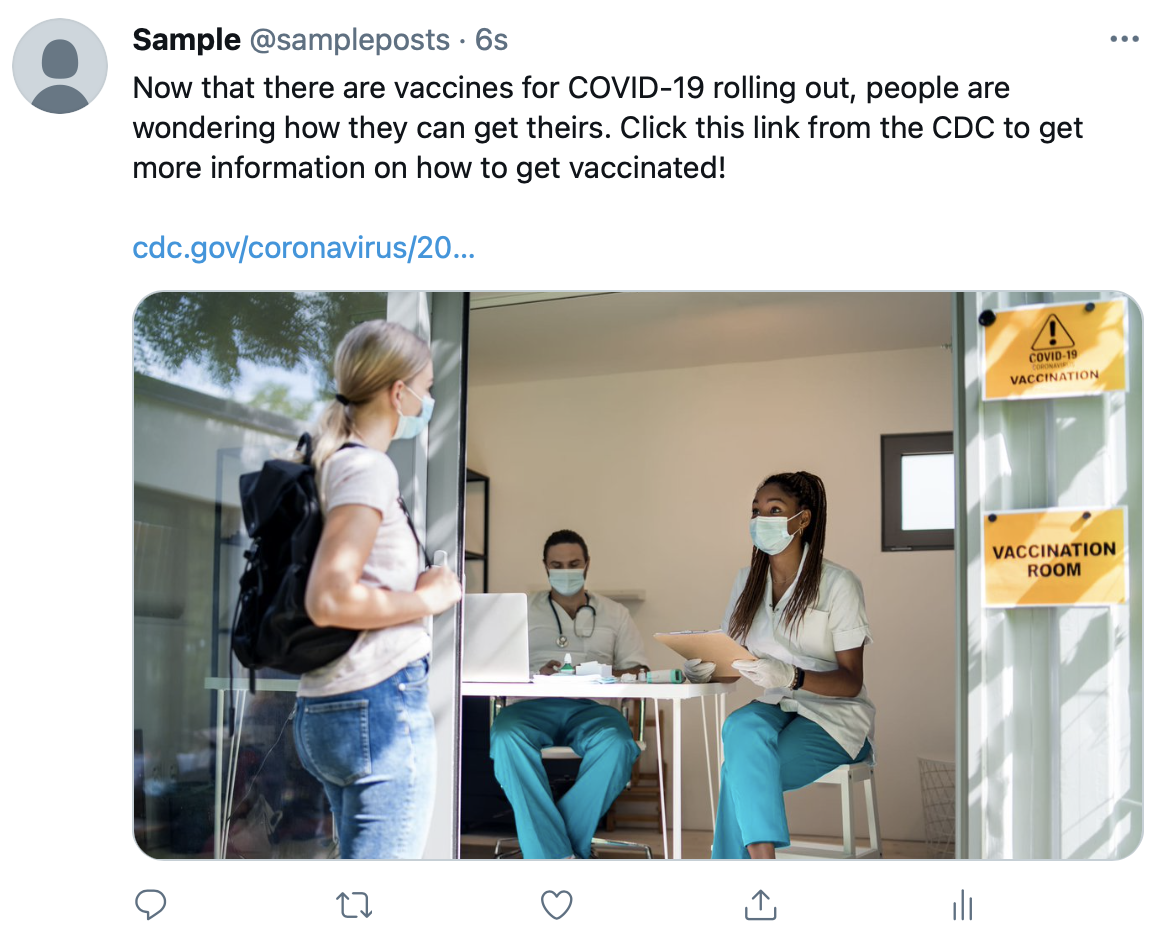 Sample @sampleposts · 6s
Now that there are vaccines for COVID-19 rolling out, people are
wondering how they can get theirs. Click this link from the CDC to get
more information on how to get vaccinated!
cdc.gov/coronavirus/20...
COVID-19
CORONAVIRUS
VACCINATION
VACCINATION
ROOM